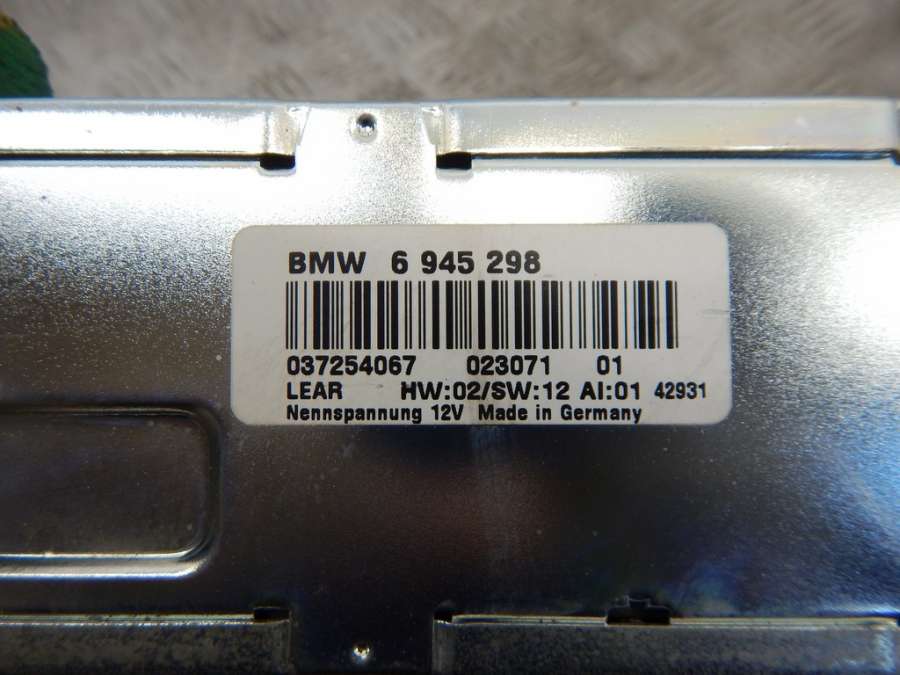 BMW 6 945 298
037254067 023071 01
LEAR HW:02/SW:12 AI:01 42931
Nennspannung 12V Made in Germany